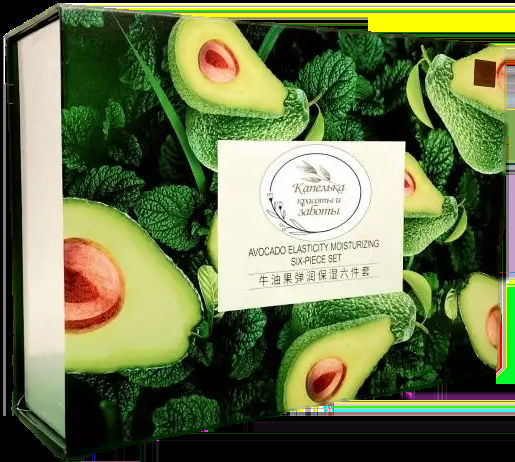 Капелька
красоты и
заботы
AVOCADO ELASTICITY MOISTURIZING
SIX-PIECE SET
牛油果弹润保湿六件套